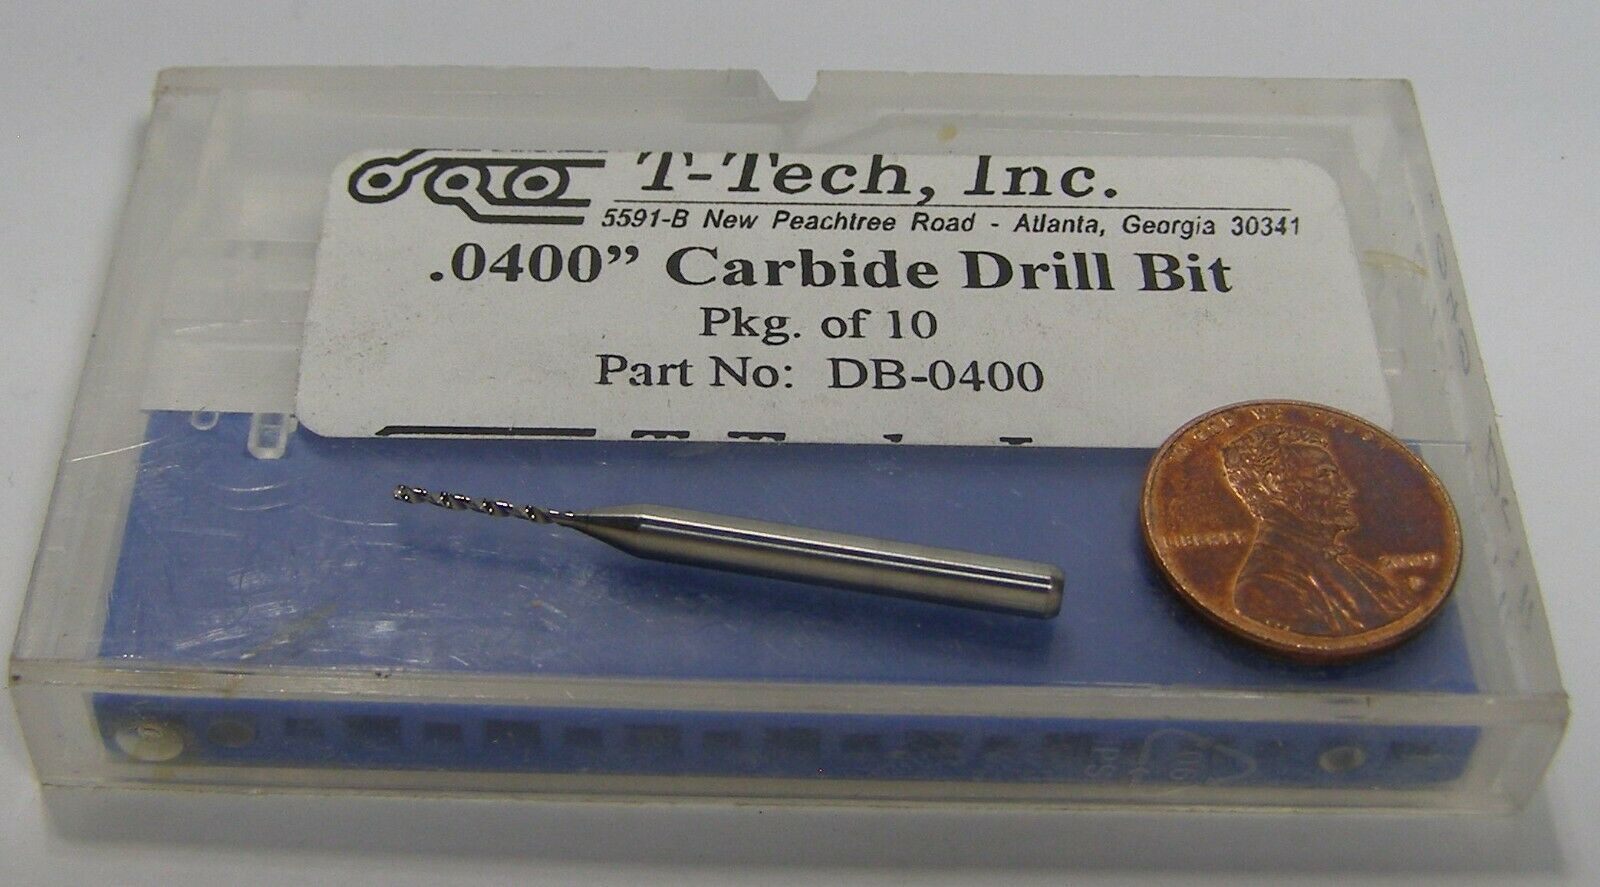 T-Tech, Inc.
5591-B New Peachtree Road - Atlanta, Georgia 30341
.0400” Carbide Drill Bit
Pkg. of 10
Part No: DB-0400
LIBERTY